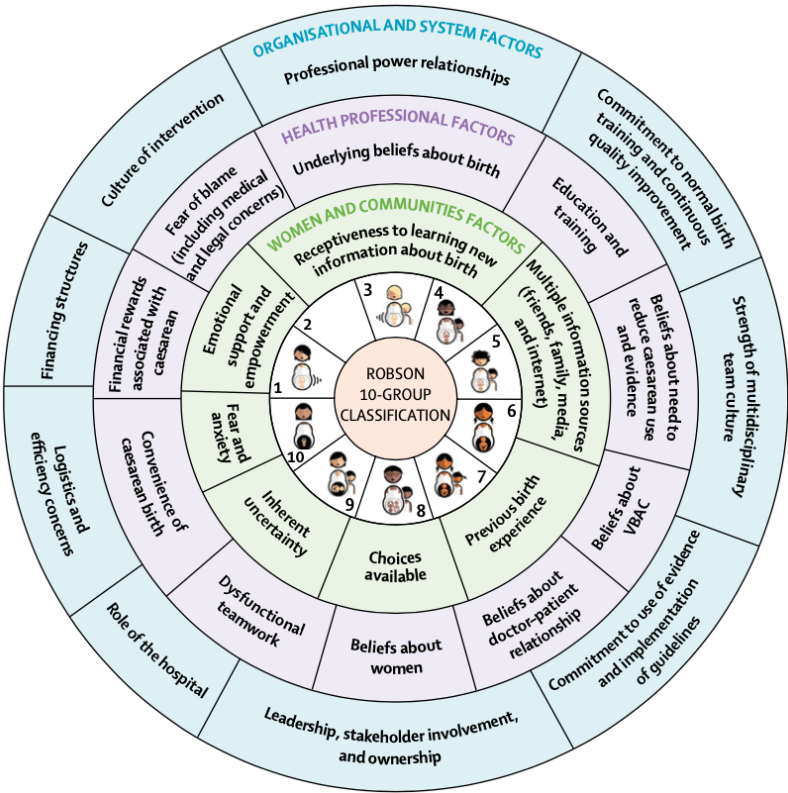 ORGANISATIONAL AND SYSTEM FACTORS
Professional power relationships
Commitment to normal birth
training and continuous
quality improvement
Strength of multidisciplinary
team culture
Commitment to use of evidence
and implementation
of guidelines
Leadership, stakeholder involvement,
and ownership
Role of the hospital
Logistics and
efficiency concerns
Financing structures
Culture of intervention
HEALTH PROFESSIONAL FACTORS
Underlying beliefs about birth
Education and
training
Beliefs about need to
reduce caesarean use
and evidence
Beliefs about
VBAC
Beliefs about
doctor–patient
relationship
Beliefs about
women
Dysfunctional
teamwork
Convenience of
caesarean birth
Financial rewards
associated with
caesarean
Fear of blame
(including medical
and legal concerns)
WOMEN AND COMMUNITIES FACTORS
Receptiveness to learning new
information about birth
Multiple information sources
(friends, family, media,
and internet)
Previous birth
experience
Choices
available
Inherent
uncertainty
Fear and
anxiety
Emotional
support and
empowerment
1
2
3
4
5
6
7
8
9
10
ROBSON
10-GROUP
CLASSIFICATION